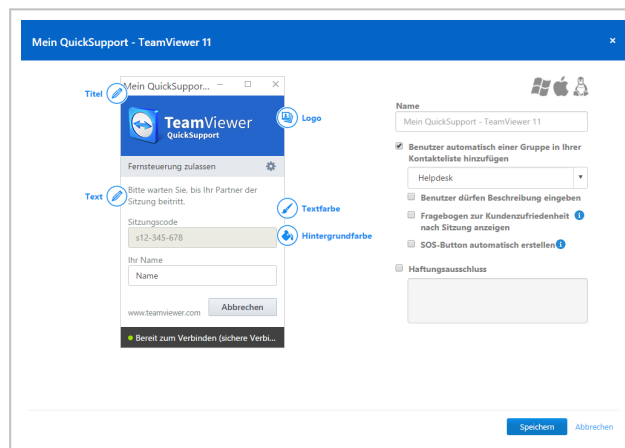 Mein QuickSupport - TeamViewer 11
×
Titel
Mein QuickSuppor...
TeamViewer
QuickSupport
Logo
Fernsteuerung zulassen
Text
Bitte warten Sie, bis Ihr Partner der
Sitzung beitritt.
Textfarbe
Sitzungscode
s12-345-678
Hintergrundfarbe
Ihr Name
Name
www.teamviewer.com
Abbrechen
Bereit zum Verbinden (sichere Verbi...
Name
Mein QuickSupport - TeamViewer 11
Benutzer automatisch einer Gruppe in Ihrer
Kontakteliste hinzufügen
Helpdesk
Benutzer dürfen Beschreibung eingeben
Fragebogen zur Kundenzufriedenheit
nach Sitzung anzeigen
SOS-Button automatisch erstellen
Haftungsausschluss
Speichern
Abbrechen